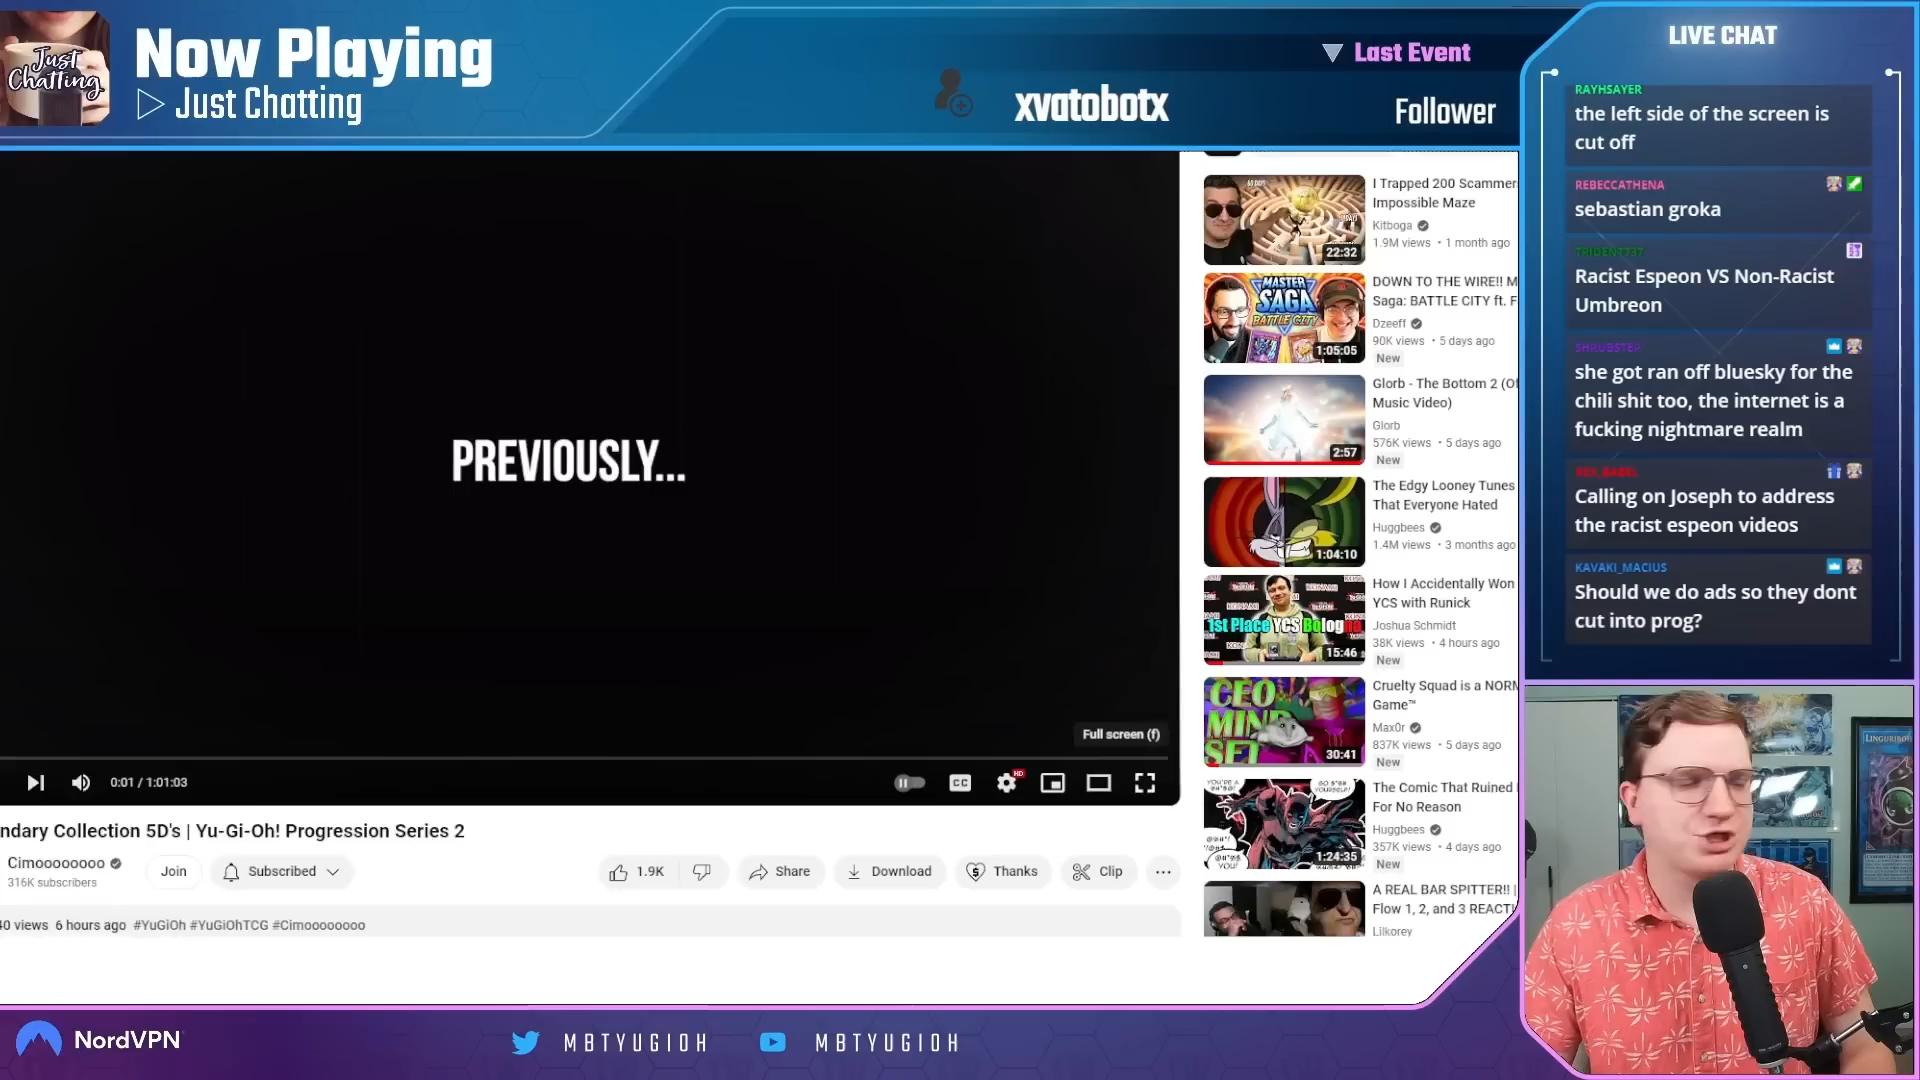 Just
Chatting
Now Playing
Just Chatting
Last Event
xvatobotx
Follower
LIVE CHAT
RAYHSAYER
the left side of the screen is
cut off
REBECCATHENA
sebastian groka
TRIDENT737
Racist Espeon VS Non-Racist
Umbreon
SHRUBSTER
she got ran off bluesky for the
chili shit too, the internet is a
fucking nightmare realm
Calling on Joseph to address
the racist espeon videos
KAVAKI_MACIUS
Should we do ads so they dont
cut into prog?
PREVIOUSLY...
Full screen (f)
0:01 / 1:01:03
CC
HD
ndary Collection 5D's | Yu-Gi-Oh! Progression Series 2
Cimoooooooo
316K subscribers
Join
Subscribed
1.9K
Share
Download
Thanks
Clip
40 views 6 hours ago #YuGiOh #YuGiOhTCG #Cimoooooooo
22:32
I Trapped 200 Scammers
Impossible Maze
Kitboga
1.9M views • 1 month ago
MASTER
SAGA
BATTLE CITY
1:05:05
DOWN TO THE WIRE!! M
Saga: BATTLE CITY ft. F
Dzeeff
90K views • 5 days ago
New
2:57
Glorb - The Bottom 2 (Of
Music Video)
Glorb
576K views • 5 days ago
New
1:04:10
The Edgy Looney Tunes
That Everyone Hated
Huggbees
1.4M views • 3 months ago
1st Place YCS Bologna
15:46
How I Accidentally Won
YCS with Runick
Joshua Schmidt
38K views • 4 hours ago
New
CEO
MIND
SET
30:41
Cruelty Squad is a NORM
Game™
Max0r
837K views • 5 days ago
New
1:24:35
The Comic That Ruined
For No Reason
Huggbees
357K views • 4 days ago
New
A REAL BAR SPITTER!! |
Flow 1, 2, and 3 REACTI
Lilkorey
NordVPN
MBTYUGIOH
MBTYUGIOH